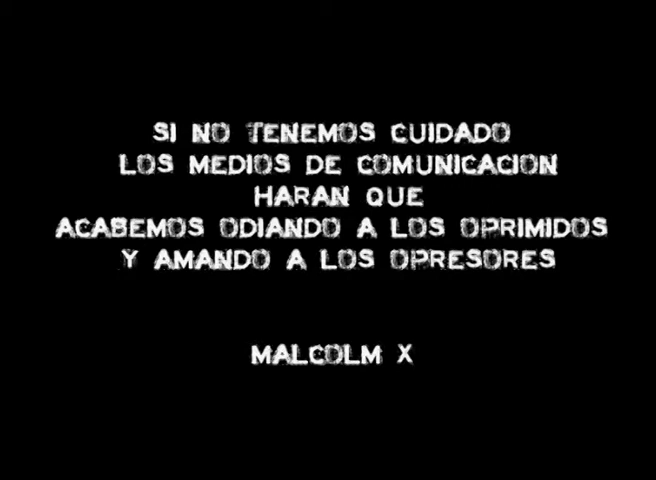 SI NO TENEMOS CUIDADO
LOS MEDIOS DE COMUNICACION
HARAN QUE
ACABEMOS ODIANDO A LOS OPRIMIDOS
Y AMANDO A LOS OPRESORES
MALCOLM X